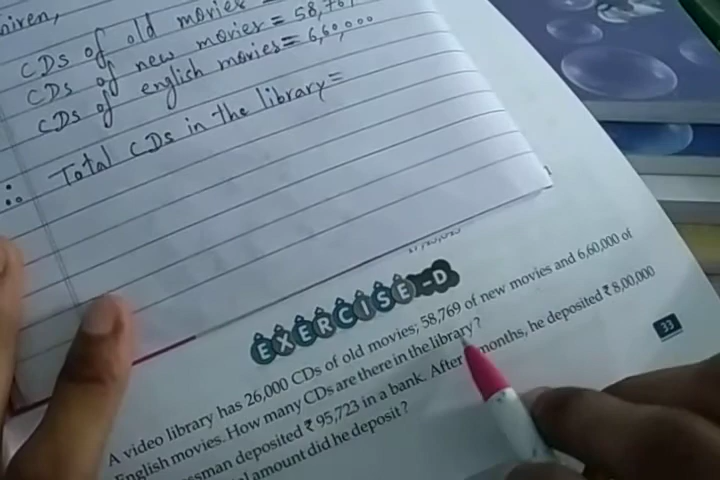 CDs of old movies =
CDs of new movies = 58,769
CDs of english movies = 6,60,000
∴ Total CDs in the library =
EXERCISE-D
A video library has 26,000 CDs of old movies; 58,769 of new movies and 6,60,000 of
English movies. How many CDs are there in the library?
deposited ₹ 95,723 in a bank. After months, he deposited ₹ 8,00,000
amount did he deposit?
33